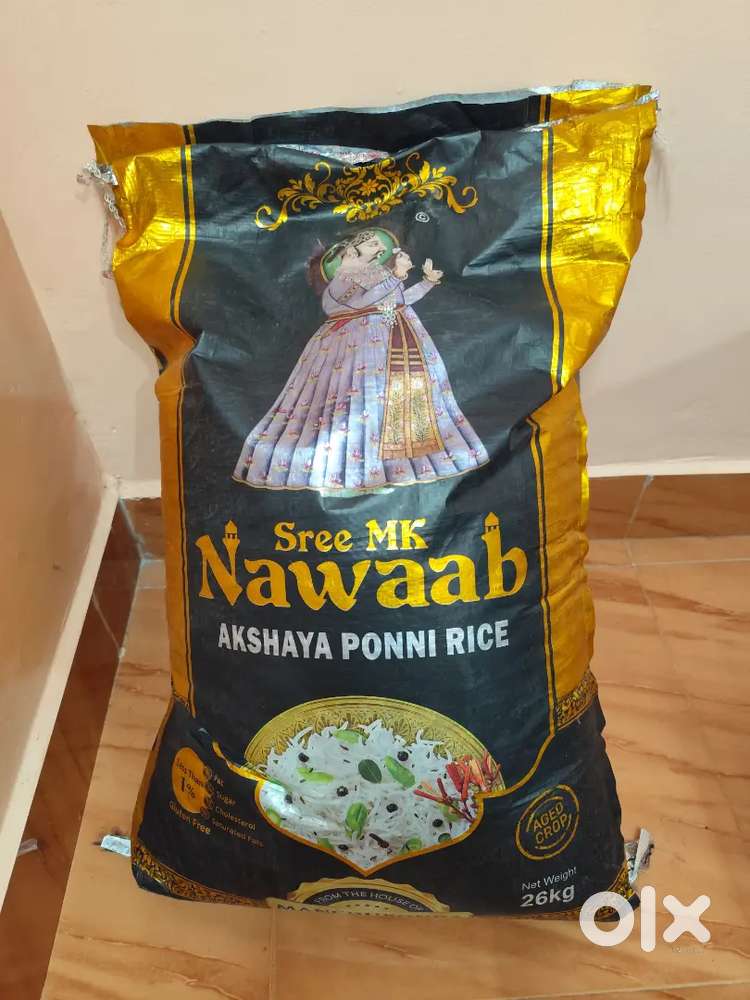 ©
Sree MK
Nawaab
AKSHAYA PONNI RICE
Less Than
1%
Gluten Free
Fat
Sugar
Cholesterol
Saturated Fats
AGED
CROP
Net Weight
26kg
FROM THE HOUSE OF
olx